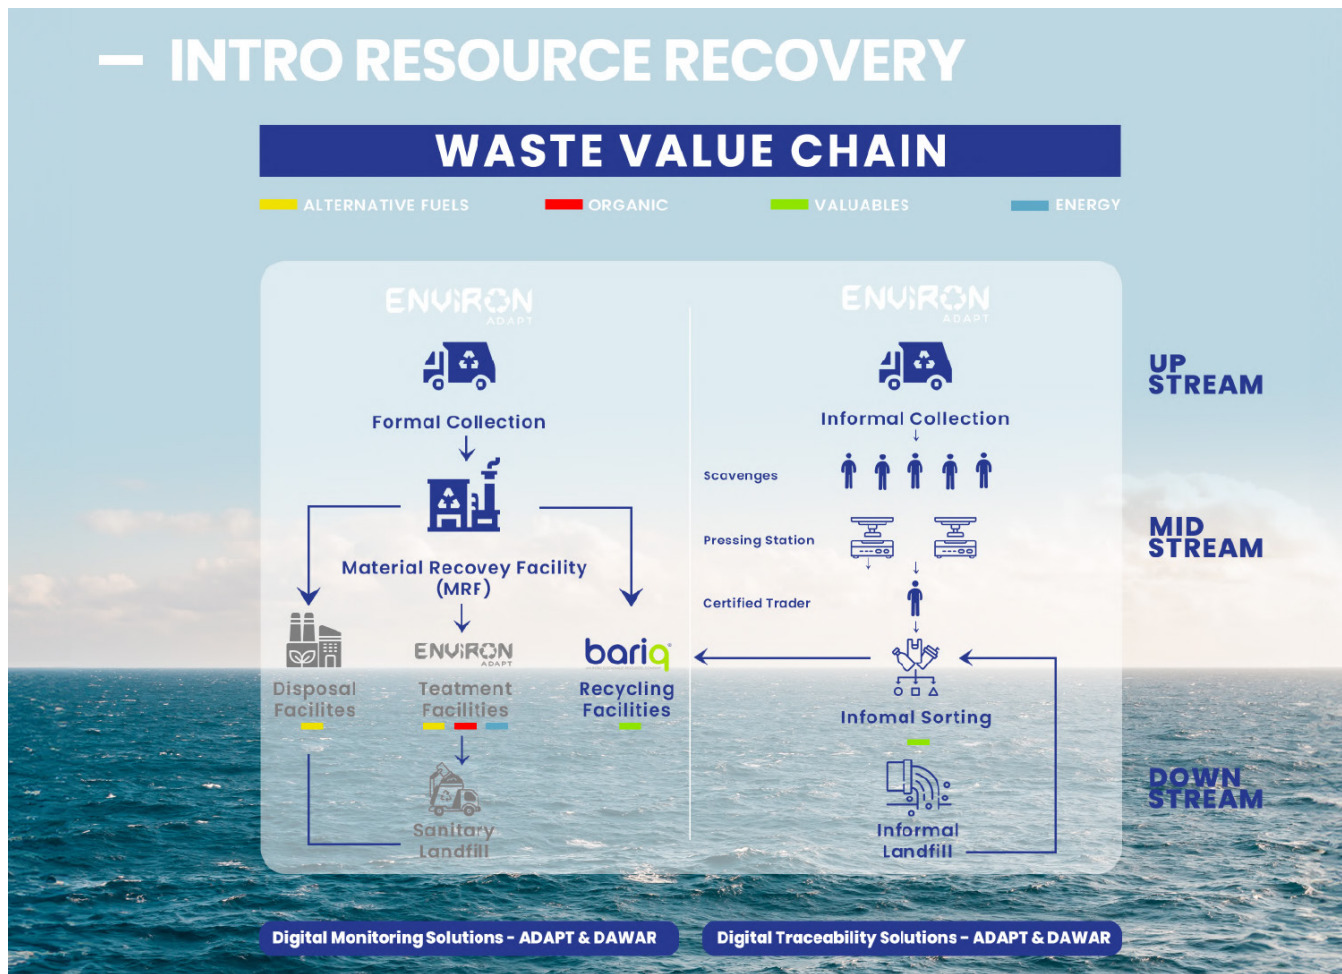 INTRO RESOURCE RECOVERY
WASTE VALUE CHAIN
ALTERNATIVE FUELS
ORGANIC
VALUABLES
ENERGY
ENVIRON
ADAPT
Formal Collection
Material Recovey Facility
(MRF)
Disposal
Facilites
ENVIRON
ADAPT
Teatment
Facilities
bariq
Recycling
Facilities
Sanitary
Landfill
ENVIRON
ADAPT
Informal Collection
Scavenges
Pressing Station
Certified Trader
Infomal Sorting
Informal
Landfill
UP
STREAM
MID
STREAM
DOWN
STREAM
Digital Monitoring Solutions - ADAPT & DAWAR
Digital Traceability Solutions - ADAPT & DAWAR